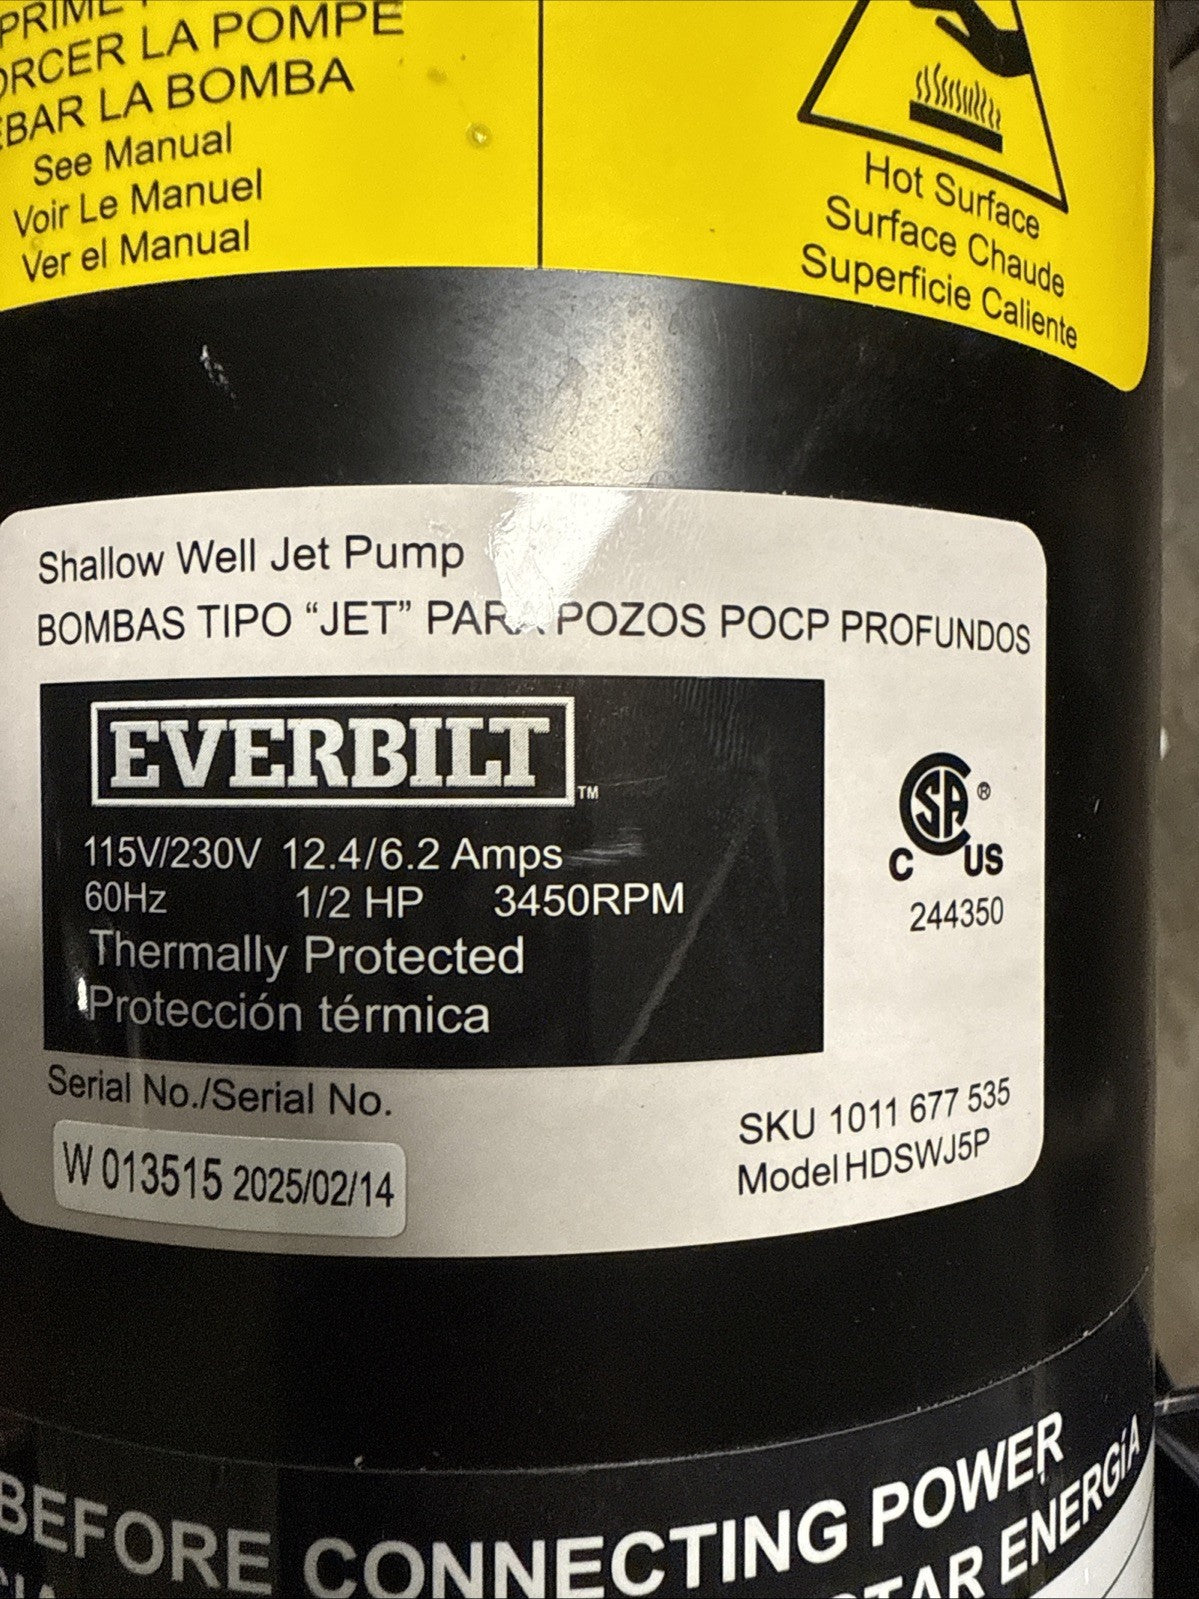 PRIME
ORCER LA POMPE
EBAR LA BOMBA
See Manual
Voir Le Manuel
Ver el Manual
Hot Surface
Surface Chaude
Superficie Caliente
Shallow Well Jet Pump
BOMBAS TIPO “JET” PARA POZOS POCP PROFUNDOS
EVERBILT™
115V/230V 12.4/6.2 Amps
60Hz 1/2 HP 3450RPM
Thermally Protected
Protección térmica
CSA®
C US
244350
Serial No./Serial No.
W 013515 2025/02/14
SKU 1011 677 535
Model HDSWJ5P
BEFORE CONNECTING POWER
TAR ENERGÍA